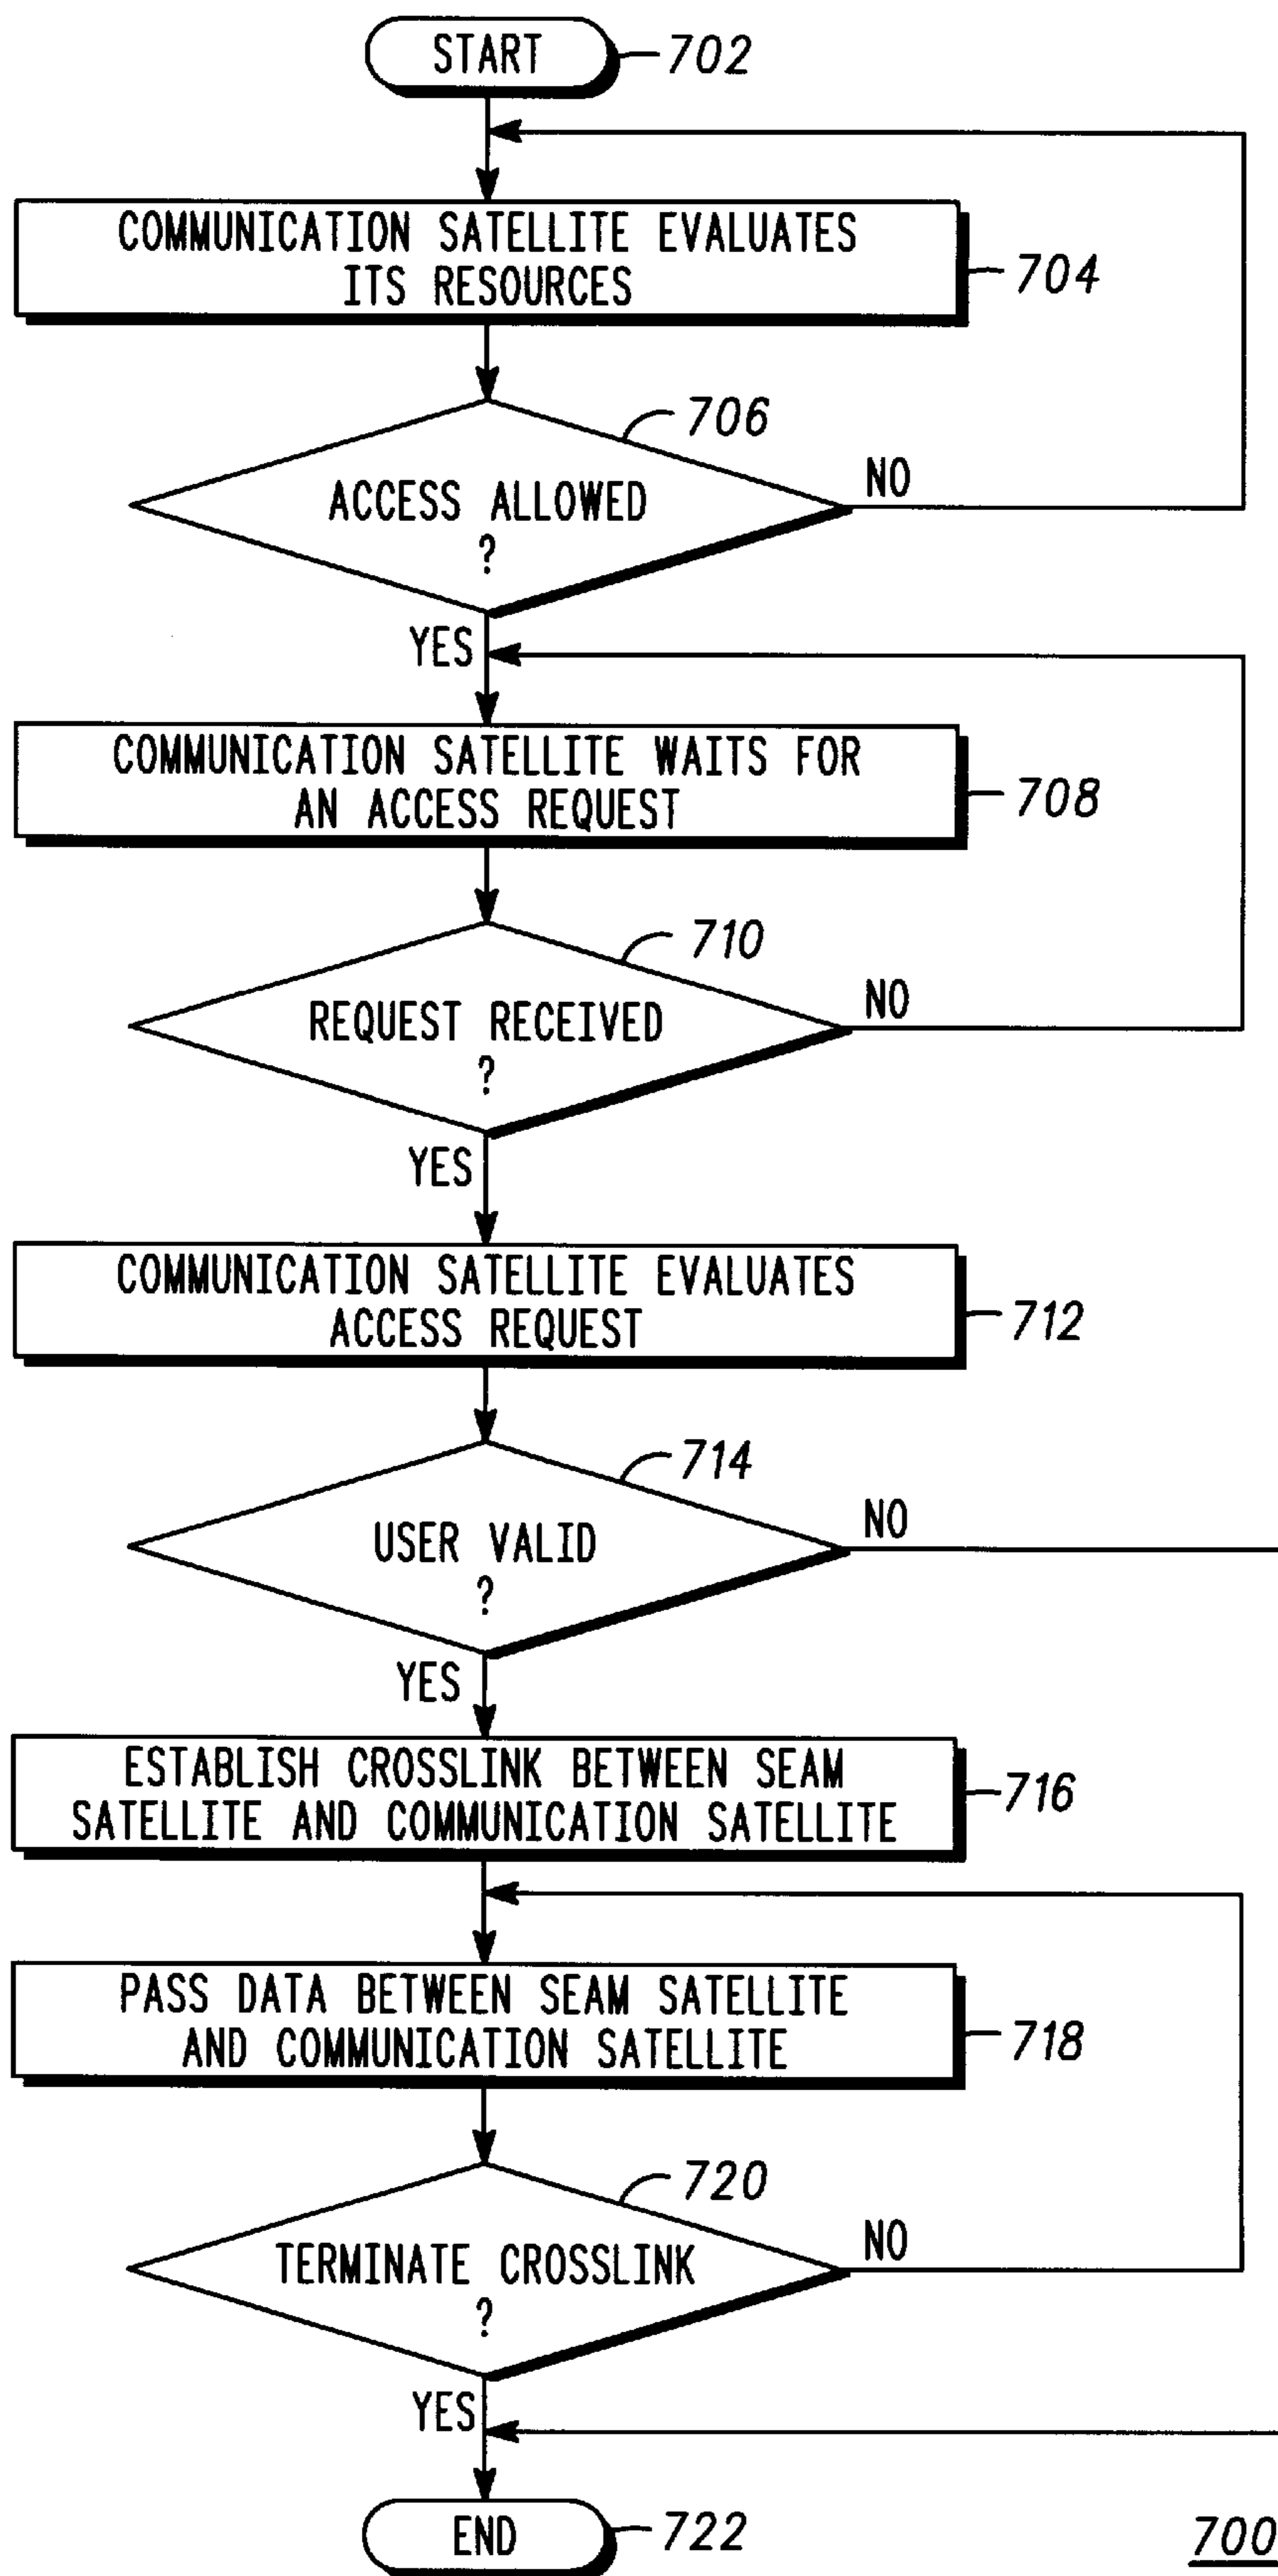 START
702
COMMUNICATION SATELLITE EVALUATES
ITS RESOURCES
704
706
ACCESS ALLOWED
?
NO
YES
COMMUNICATION SATELLITE WAITS FOR
AN ACCESS REQUEST
708
710
REQUEST RECEIVED
?
NO
YES
COMMUNICATION SATELLITE EVALUATES
ACCESS REQUEST
712
714
USER VALID
?
NO
YES
ESTABLISH CROSSLINK BETWEEN SEAM
SATELLITE AND COMMUNICATION SATELLITE
716
PASS DATA BETWEEN SEAM SATELLITE
AND COMMUNICATION SATELLITE
718
720
TERMINATE CROSSLINK
?
NO
YES
END
722
700